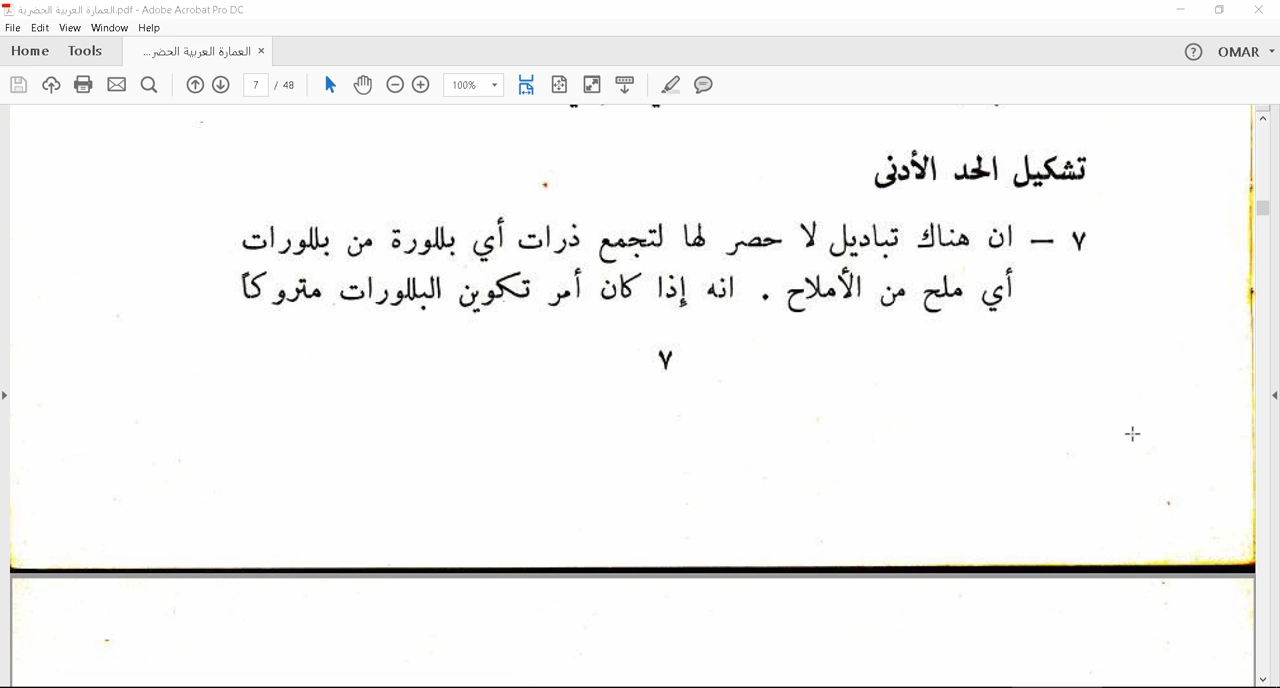 العمارة العربية الحضرية.pdf - Adobe Acrobat Pro DC
File Edit View Window Help
Home Tools العمارة العربية الحضر... × OMAR
7 / 48 100%
تشكيل الحد الأدنى
٧ — ان هناك تباديل لا حصر لها لتجمع ذرات أي بللورة من بللورات
أي ملح من الأملاح . انه إذا كان أمر تكوين البللورات متروكاً
٧